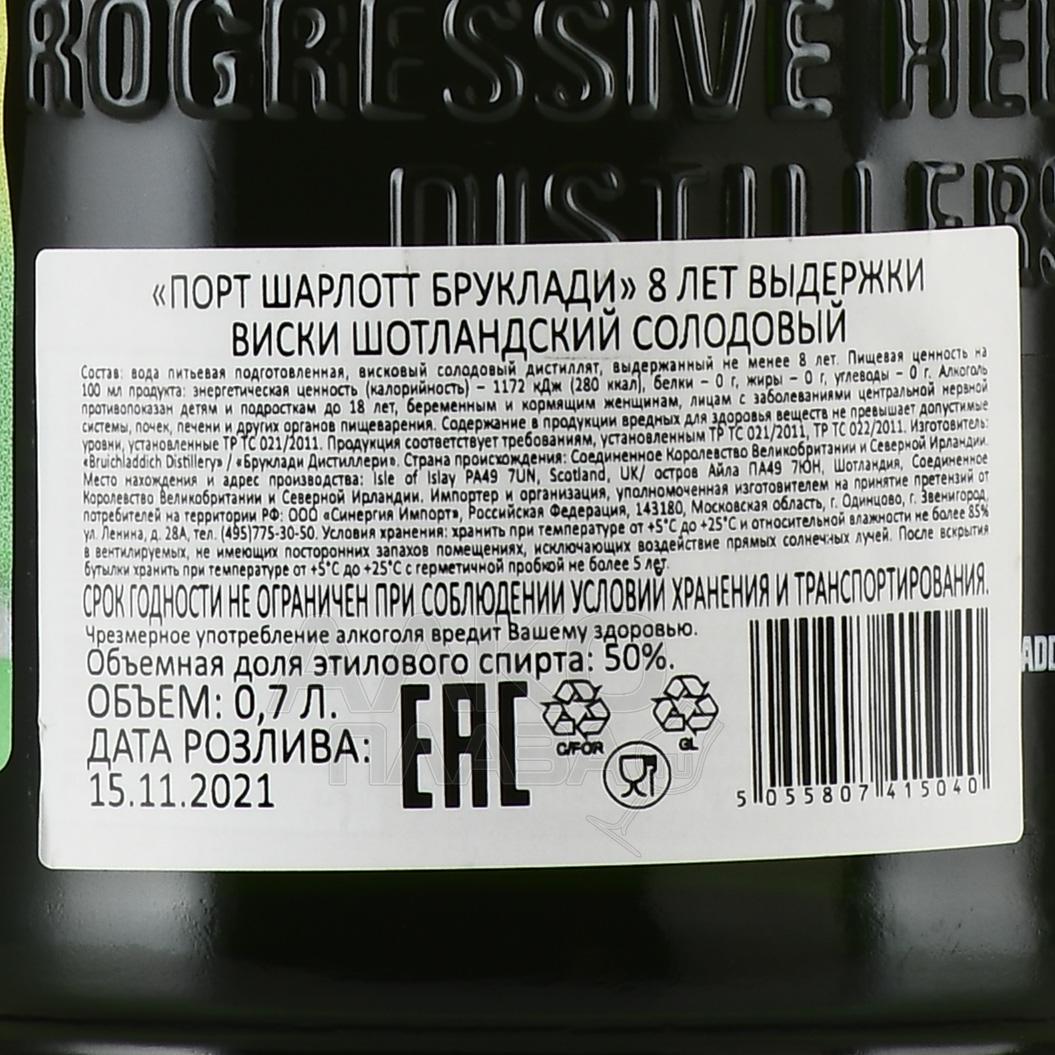 ROGRESSIVE HE
DISTILLERS
«ПОРТ ШАРЛОТТ БРУКЛАДИ» 8 ЛЕТ ВЫДЕРЖКИ
ВИСКИ ШОТЛАНДСКИЙ СОЛОДОВЫЙ
Состав: вода питьевая подготовленная, висковый солодовый дистиллят, выдержанный не менее 8 лет. Пищевая ценность на
100 мл продукта: энергетическая ценность (калорийность) – 1172 кДж (280 ккал), белки – 0 г, жиры – 0 г, углеводы – 0 г. Алкоголь
противопоказан детям и подросткам до 18 лет, беременным и кормящим женщинам, лицам с заболеваниями центральной нервной
системы, почек, печени и других органов пищеварения. Содержание в продукции вредных для здоровья веществ не превышает допустимые
уровни, установленные ТР ТС 021/2011. Продукция соответствует требованиям, установленным ТР ТС 021/2011, ТР ТС 022/2011. Изготовитель:
«Bruichladdich Distillery» / «Бруклади Дистиллери». Страна происхождения: Соединенное Королевство Великобритании и Северной Ирландии.
Место нахождения и адрес производства: Isle of Islay PA49 7UN, Scotland, UK/ остров Айла ПА49 7ЮН, Шотландия, Соединенное
Королевство Великобритании и Северной Ирландии. Импортер и организация, уполномоченная изготовителем на принятие претензий от
потребителей на территории РФ: ООО «Синергия Импорт», Российская Федерация, 143180, Московская область, г. Одинцово, г. Звенигород,
ул. Ленина, д. 28А, тел. (495)775-30-50. Условия хранения: хранить при температуре от +5°С до +25°С и относительной влажности не более 85%
в вентилируемых, не имеющих посторонних запахов помещениях, исключающих воздействие прямых солнечных лучей. После вскрытия
бутылки хранить при температуре от +5°С до +25°С с герметичной пробкой не более 5 лет.
СРОК ГОДНОСТИ НЕ ОГРАНИЧЕН ПРИ СОБЛЮДЕНИИ УСЛОВИЙ ХРАНЕНИЯ И ТРАНСПОРТИРОВАНИЯ.
Чрезмерное употребление алкоголя вредит Вашему здоровью.
Объемная доля этилового спирта: 50%.
ОБЪЕМ: 0,7 Л.
ДАТА РОЗЛИВА:
15.11.2021
EAC
C/FOR
GL
5 055807 415040
ADD